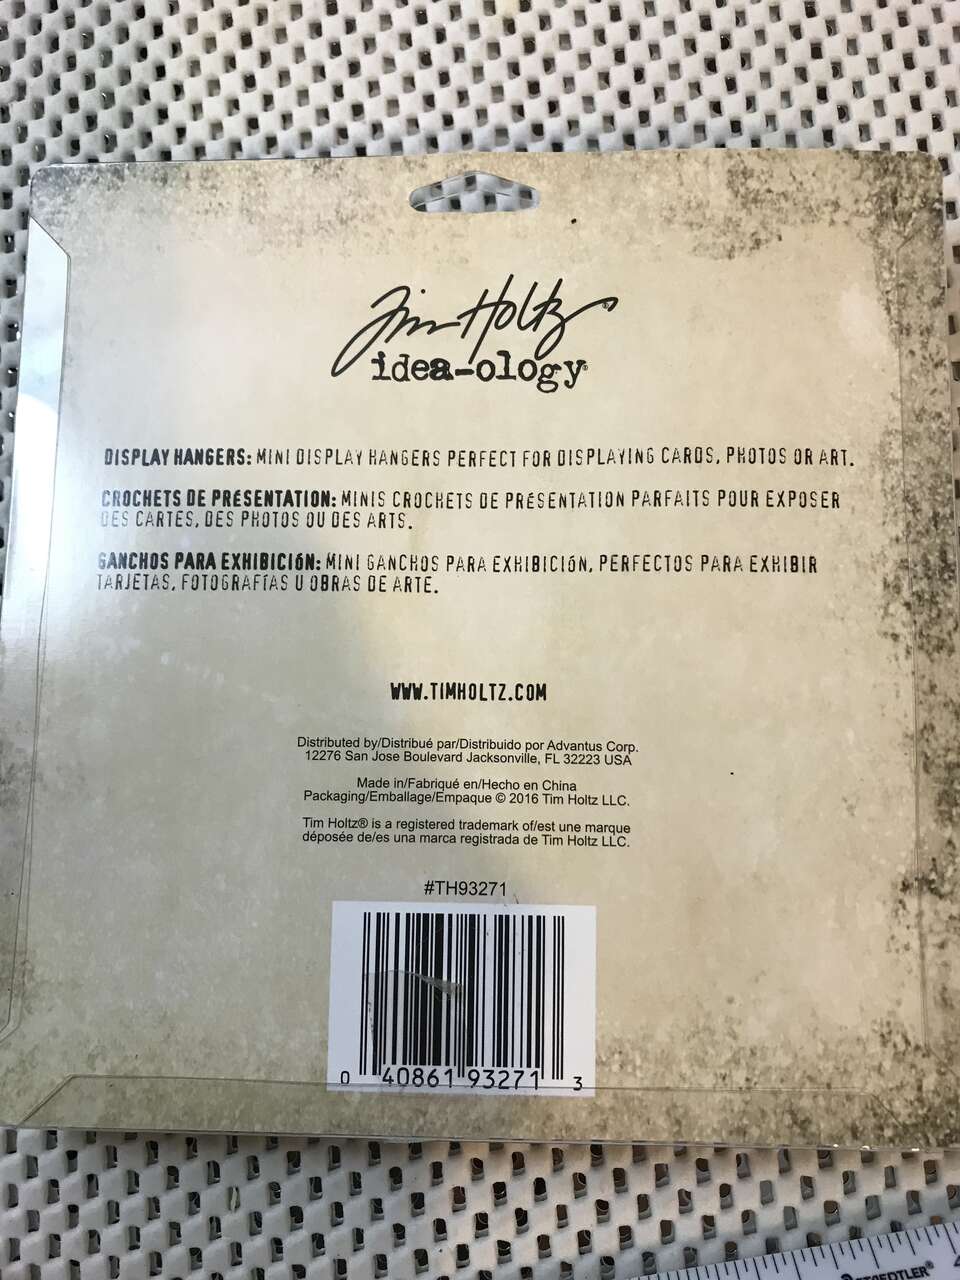 Tim Holtz®
idea-ology®
DISPLAY HANGERS: MINI DISPLAY HANGERS PERFECT FOR DISPLAYING CARDS, PHOTOS OR ART.
CROCHETS DE PRÉSENTATION: MINIS CROCHETS DE PRÉSENTATION PARFAITS POUR EXPOSER
DES CARTES, DES PHOTOS OU DES ARTS.
GANCHOS PARA EXHIBICIÓN: MINI GANCHOS PARA EXHIBICIÓN, PERFECTOS PARA EXHIBIR
TARJETAS, FOTOGRAFÍAS U OBRAS DE ARTE.
WWW.TIMHOLTZ.COM
Distributed by/Distribué par/Distribuido por Advantus Corp.
12276 San Jose Boulevard Jacksonville, FL 32223 USA
Made in/Fabriqué en/Hecho en China
Packaging/Emballage/Empaque © 2016 Tim Holtz LLC.
Tim Holtz® is a registered trademark of/est une marque
déposée de/es una marca registrada de Tim Holtz LLC.
#TH93271
0 40861 93271 3